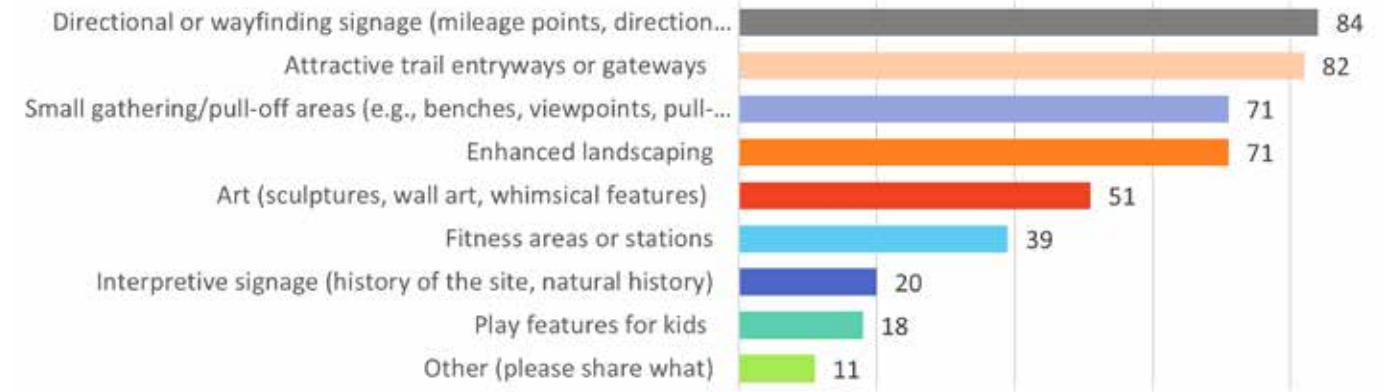 Directional or wayfinding signage (mileage points, direction... 84
Attractive trail entryways or gateways 82
Small gathering/pull-off areas (e.g., benches, viewpoints, pull-... 71
Enhanced landscaping 71
Art (sculptures, wall art, whimsical features) 51
Fitness areas or stations 39
Interpretive signage (history of the site, natural history) 20
Play features for kids 18
Other (please share what) 11